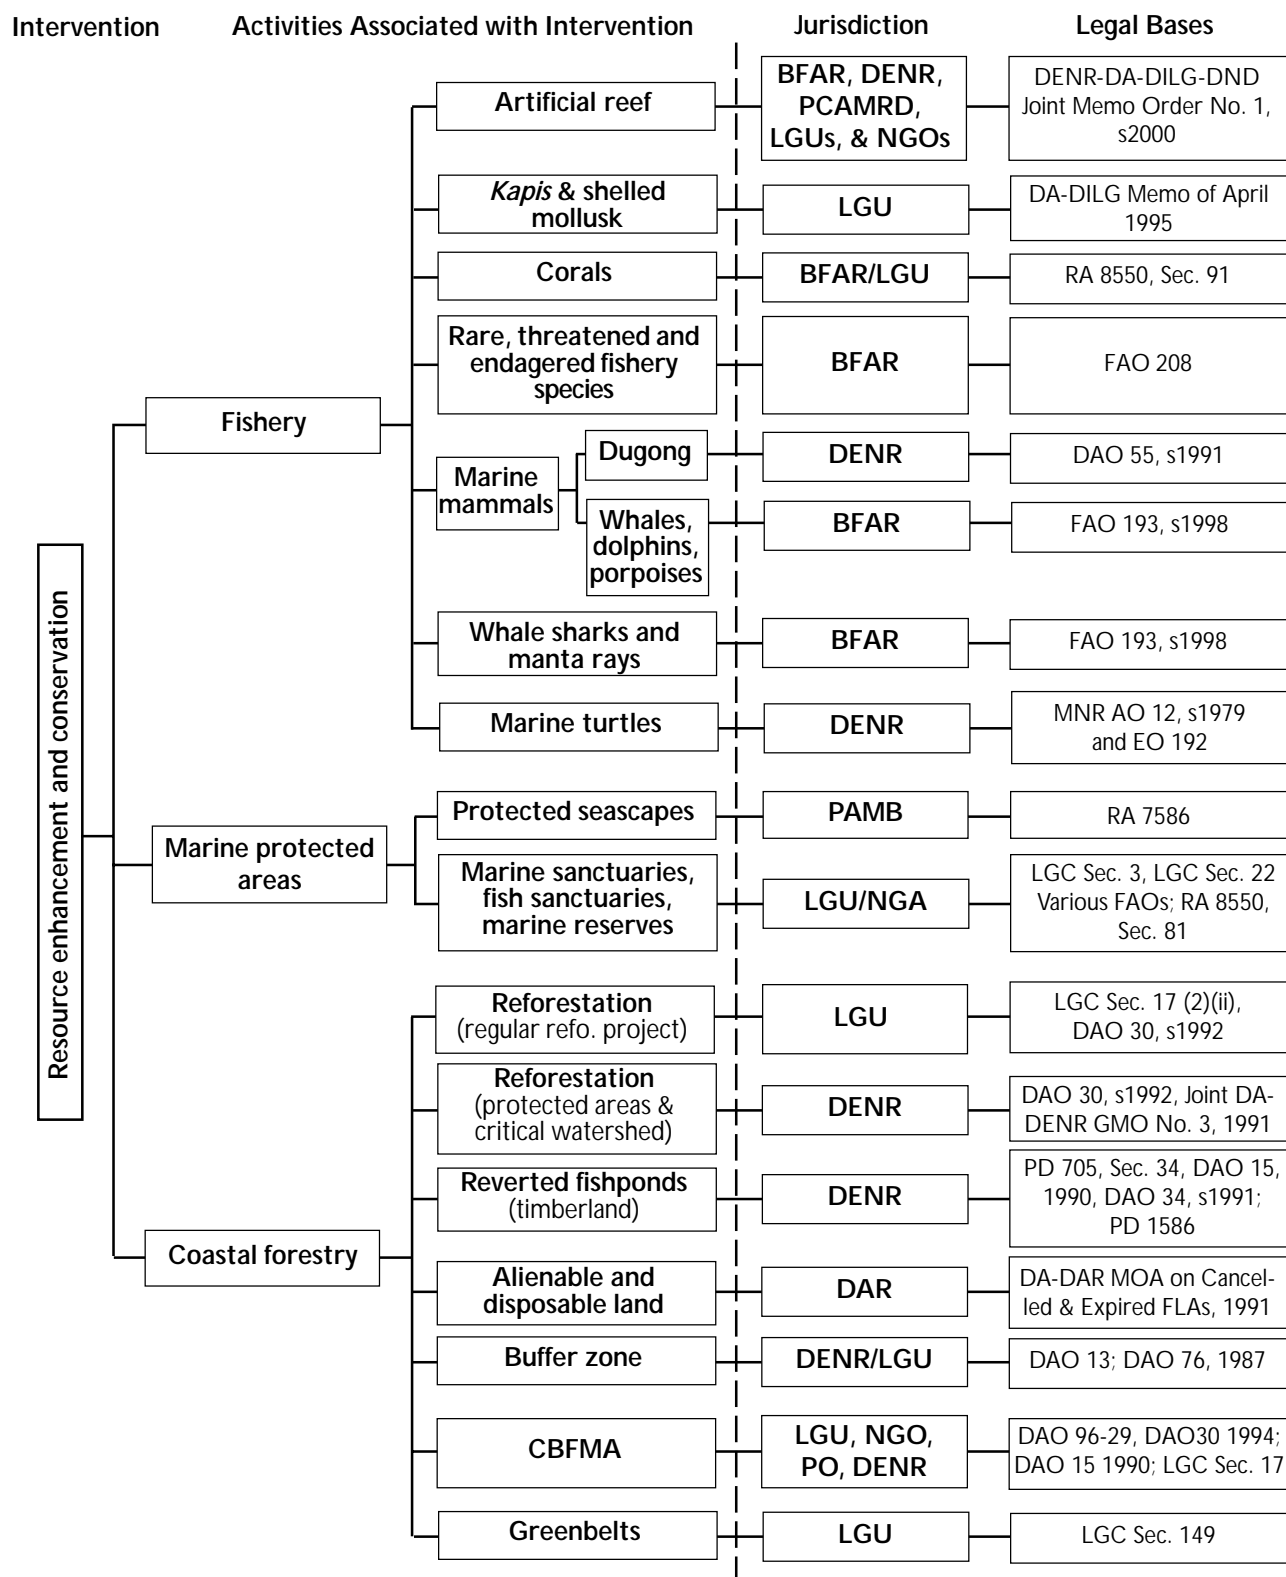 Intervention
Activities Associated with Intervention
Jurisdiction
Legal Bases
Resource enhancement and conservation
Fishery
Artificial reef
BFAR, DENR,
PCAMRD,
LGUs, & NGOs
DENR-DA-DILG-DND
Joint Memo Order No. 1,
s2000
Kapis & shelled
mollusk
LGU
DA-DILG Memo of April
1995
Corals
BFAR/LGU
RA 8550, Sec. 91
Rare, threatened and
endagered fishery
species
BFAR
FAO 208
Marine
mammals
Dugong
DENR
DAO 55, s1991
Whales,
dolphins,
porpoises
BFAR
FAO 193, s1998
Whale sharks and
manta rays
BFAR
FAO 193, s1998
Marine turtles
DENR
MNR AO 12, s1979
and EO 192
Marine protected
areas
Protected seascapes
PAMB
RA 7586
Marine sanctuaries,
fish sanctuaries,
marine reserves
LGU/NGA
LGC Sec. 3, LGC Sec. 22
Various FAOs; RA 8550,
Sec. 81
Coastal forestry
Reforestation
(regular refo. project)
LGU
LGC Sec. 17 (2)(ii),
DAO 30, s1992
Reforestation
(protected areas &
critical watershed)
DENR
DAO 30, s1992, Joint DA-
DENR GMO No. 3, 1991
Reverted fishponds
(timberland)
DENR
PD 705, Sec. 34, DAO 15,
1990, DAO 34, s1991;
PD 1586
Alienable and
disposable land
DAR
DA-DAR MOA on Cancel-
led & Expired FLAs, 1991
Buffer zone
DENR/LGU
DAO 13; DAO 76, 1987
CBFMA
LGU, NGO,
PO, DENR
DAO 96-29, DAO30 1994;
DAO 15 1990; LGC Sec. 17
Greenbelts
LGU
LGC Sec. 149